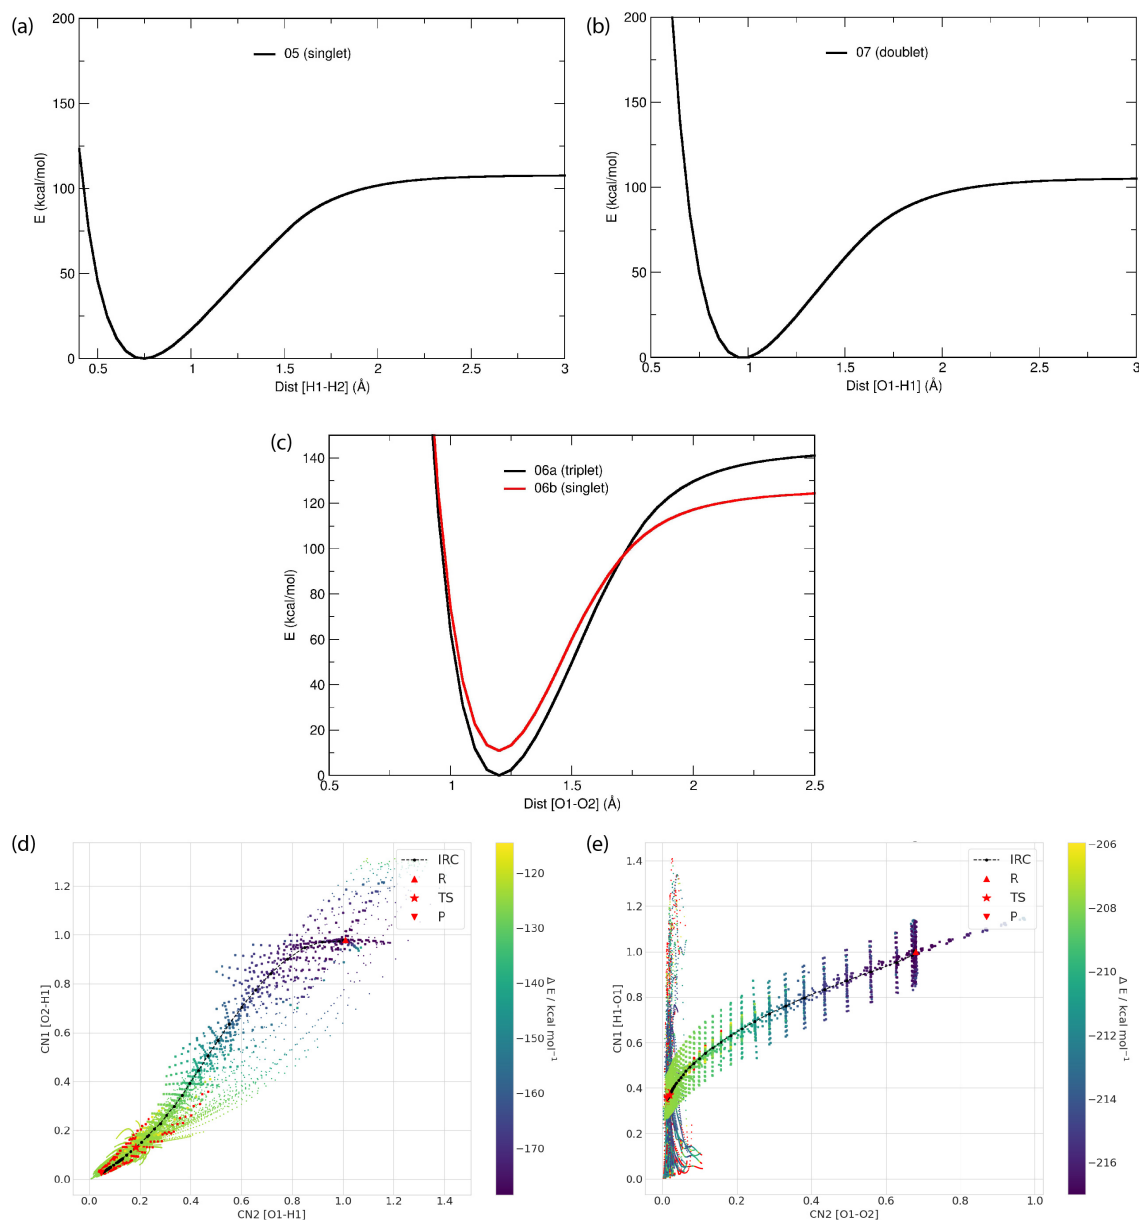 (a)
200
150
100
50
0
E (kcal/mol)
05 (singlet)
0.5 1 1.5 2 2.5 3
Dist [H1-H2] (Å)
(b)
200
150
100
50
0
E (kcal/mol)
07 (doublet)
0.5 1 1.5 2 2.5 3
Dist [O1-H1] (Å)
(c)
140
120
100
80
60
40
20
0
E (kcal/mol)
06a (triplet)
06b (singlet)
0.5 1 1.5 2 2.5
Dist [O1-O2] (Å)
(d)
1.2
1.0
0.8
0.6
0.4
0.2
0.0
CN1 [O2-H1]
IRC
R
TS
P
0.0 0.2 0.4 0.6 0.8 1.0 1.2 1.4
CN2 [O1-H1]
−120
−130
−140
−150
−160
−170
Δ E / kcal mol⁻¹
(e)
1.4
1.2
1.0
0.8
0.6
0.4
0.2
0.0
CN1 [H1-O1]
IRC
R
TS
P
0.0 0.2 0.4 0.6 0.8 1.0
CN2 [O1-O2]
−206
−208
−210
−212
−214
−216
Δ E / kcal mol⁻¹